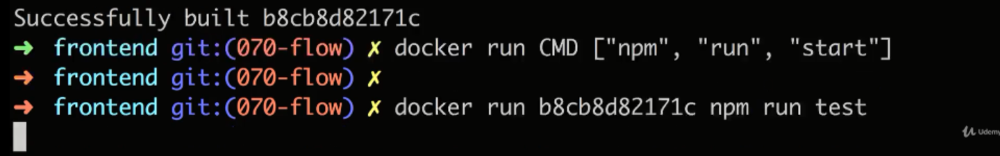 Successfully built b8cb8d82171c
➜ frontend git:(070-flow) ✗ docker run CMD ["npm", "run", "start"]
➜ frontend git:(070-flow) ✗
➜ frontend git:(070-flow) ✗ docker run b8cb8d82171c npm run test
Udemy